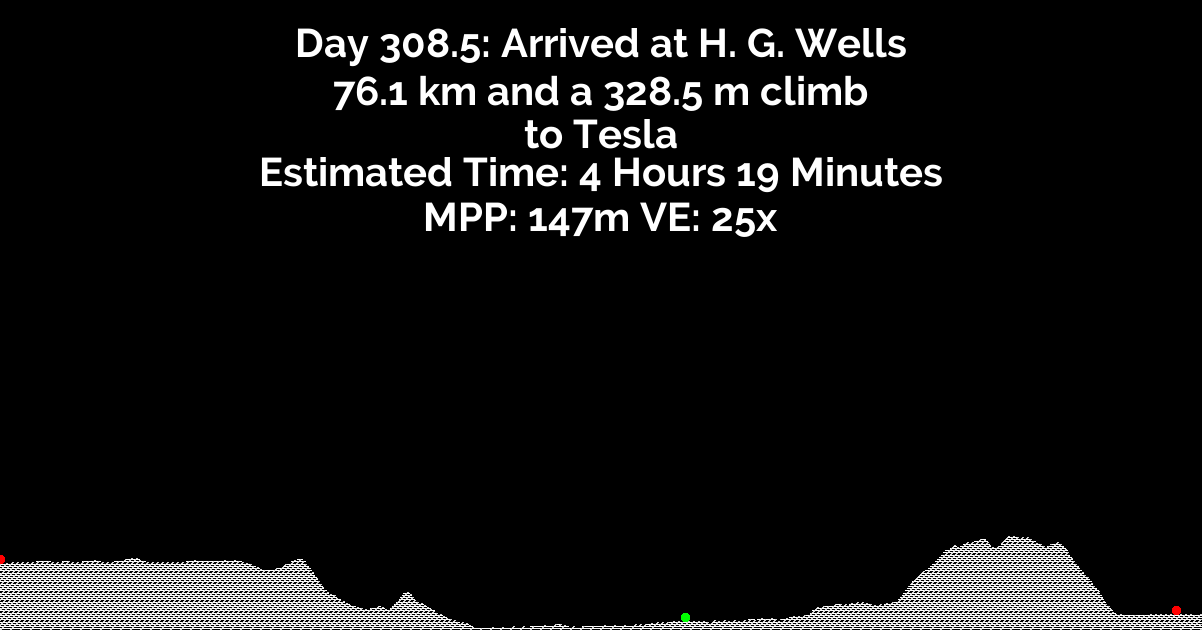 Day 308.5: Arrived at H. G. Wells
76.1 km and a 328.5 m climb
to Tesla
Estimated Time: 4 Hours 19 Minutes
MPP: 147m VE: 25x